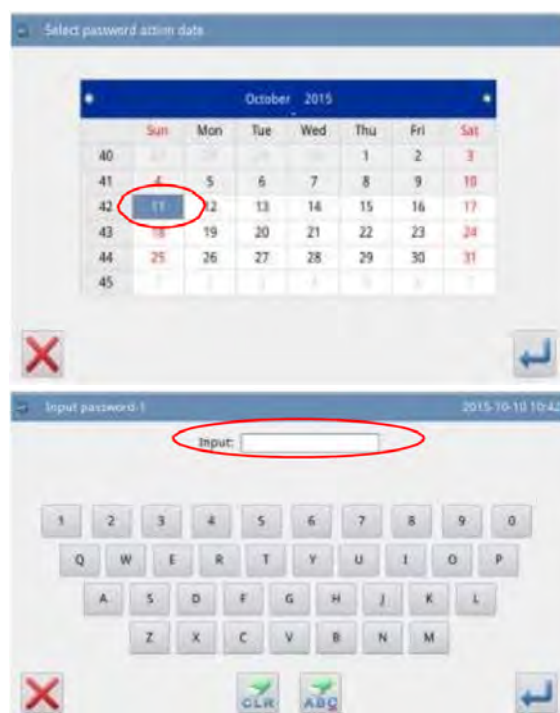 Select password action date
October 2015
Sun Mon Tue Wed Thu Fri Sat
40 1 2 3
41 4 5 6 7 8 9 10
42 11 12 13 14 15 16 17
43 18 19 20 21 22 23 24
44 25 26 27 28 29 30 31
45
Input password-1 2015-10-10 10:42
Input:
1 2 3 4 5 6 7 8 9 0
Q W E R T Y U I O P
A S D F G H J K L
Z X C V B N M
CLR ABC